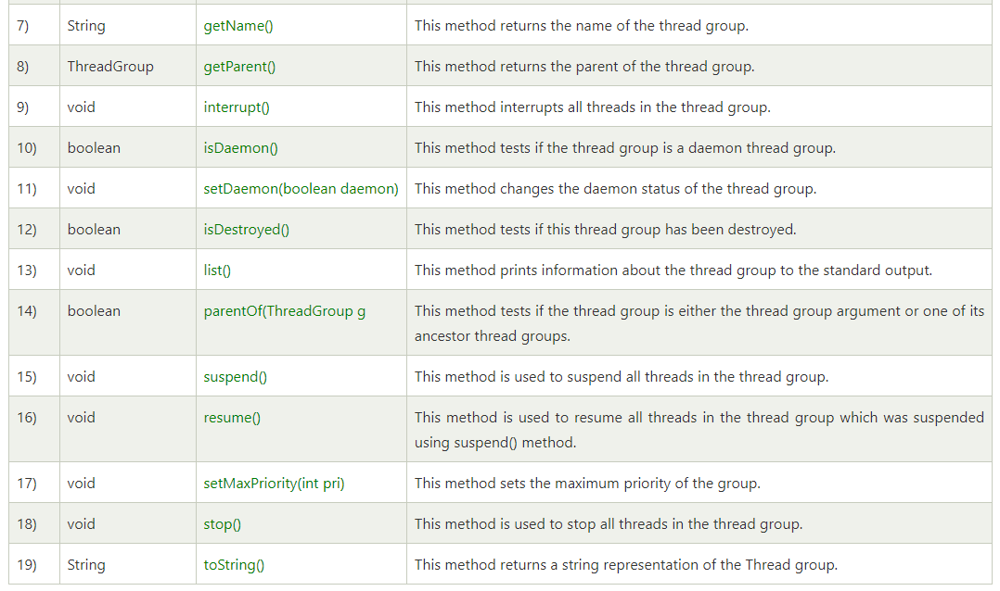 7) String getName() This method returns the name of the thread group.
8) ThreadGroup getParent() This method returns the parent of the thread group.
9) void interrupt() This method interrupts all threads in the thread group.
10) boolean isDaemon() This method tests if the thread group is a daemon thread group.
11) void setDaemon(boolean daemon) This method changes the daemon status of the thread group.
12) boolean isDestroyed() This method tests if this thread group has been destroyed.
13) void list() This method prints information about the thread group to the standard output.
14) boolean parentOf(ThreadGroup g This method tests if the thread group is either the thread group argument or one of its
ancestor thread groups.
15) void suspend() This method is used to suspend all threads in the thread group.
16) void resume() This method is used to resume all threads in the thread group which was suspended
using suspend() method.
17) void setMaxPriority(int pri) This method sets the maximum priority of the group.
18) void stop() This method is used to stop all threads in the thread group.
19) String toString() This method returns a string representation of the Thread group.